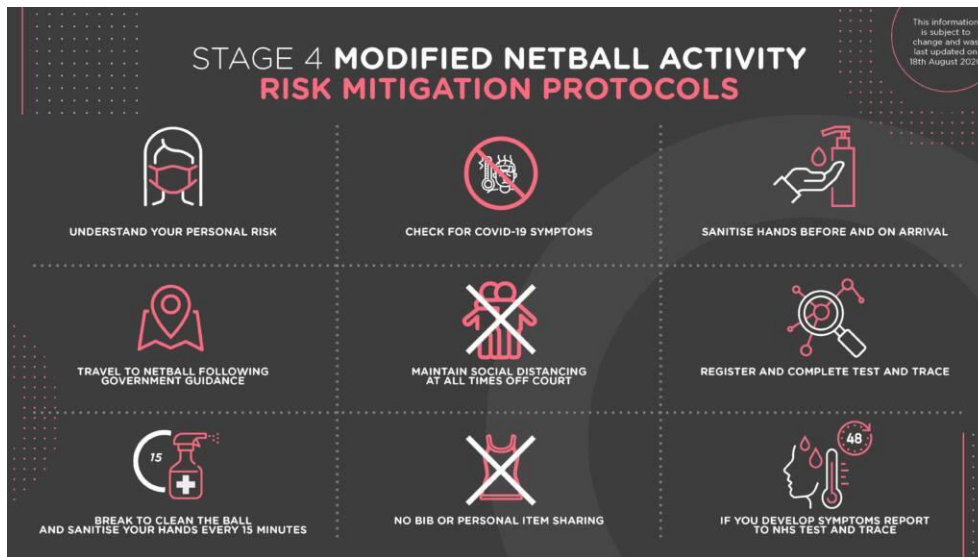 This information
is subject to
change and was
last updated on
18th August 2020
STAGE 4 MODIFIED NETBALL ACTIVITY
RISK MITIGATION PROTOCOLS
UNDERSTAND YOUR PERSONAL RISK
CHECK FOR COVID-19 SYMPTOMS
SANITISE HANDS BEFORE AND ON ARRIVAL
TRAVEL TO NETBALL FOLLOWING
GOVERNMENT GUIDANCE
MAINTAIN SOCIAL DISTANCING
AT ALL TIMES OFF COURT
REGISTER AND COMPLETE TEST AND TRACE
15
BREAK TO CLEAN THE BALL
AND SANITISE YOUR HANDS EVERY 15 MINUTES
NO BIB OR PERSONAL ITEM SHARING
48
IF YOU DEVELOP SYMPTOMS REPORT
TO NHS TEST AND TRACE